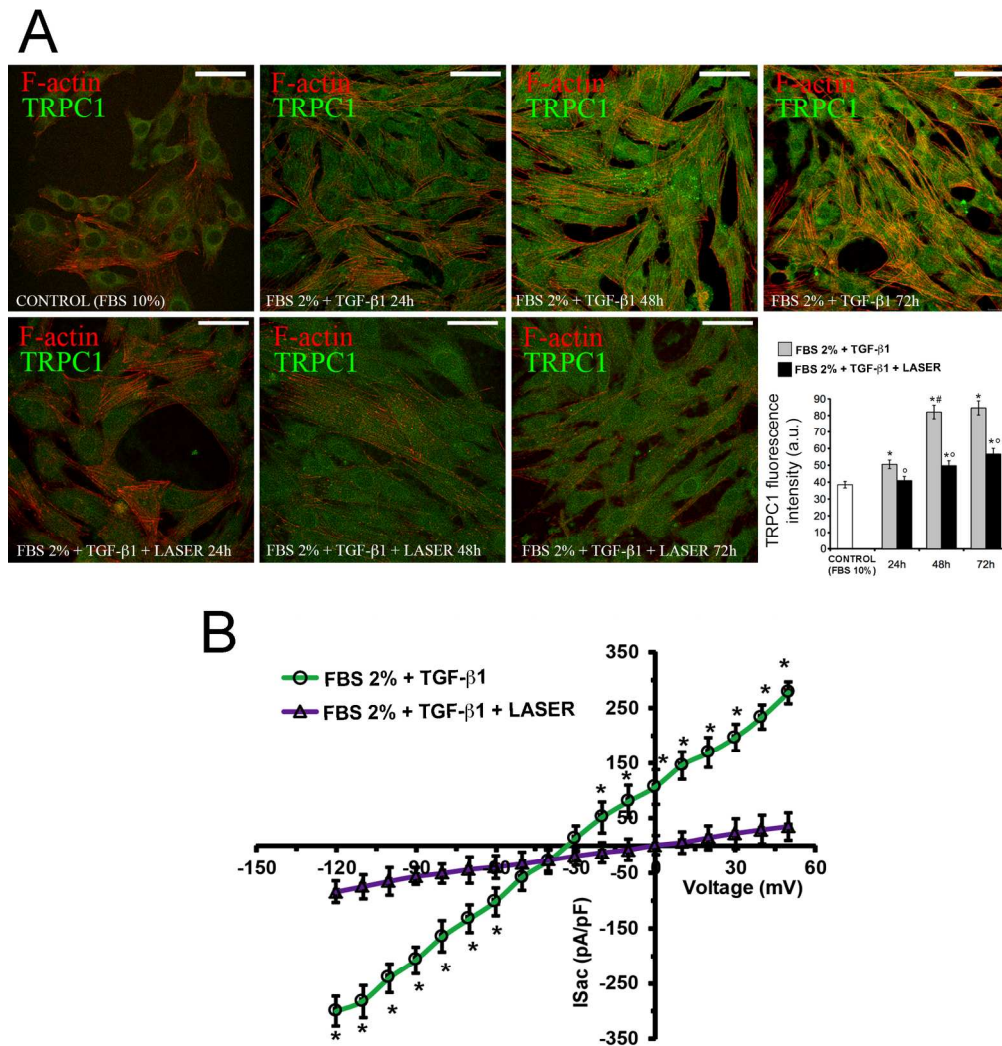 A
F-actin
TRPC1
CONTROL (FBS 10%)
F-actin
TRPC1
FBS 2% + TGF-β1 24h
F-actin
TRPC1
FBS 2% + TGF-β1 48h
F-actin
TRPC1
FBS 2% + TGF-β1 72h
F-actin
TRPC1
FBS 2% + TGF-β1 + LASER 24h
F-actin
TRPC1
FBS 2% + TGF-β1 + LASER 48h
F-actin
TRPC1
FBS 2% + TGF-β1 + LASER 72h
FBS 2% + TGF-β1
FBS 2% + TGF-β1 + LASER
TRPC1 fluorescence
intensity (a.u.)
90
80
70
60
50
40
30
20
10
0
* ° *# *° * *°
CONTROL
(FBS 10%)
24h 48h 72h
B
FBS 2% + TGF-β1
FBS 2% + TGF-β1 + LASER
350
250
150
50
-50
-150
-250
-350
-150 -120 -90 -60 -30 0 30 60
Voltage (mV)
ISac (pA/pF)
* * * * * * * *
* * * * * * *